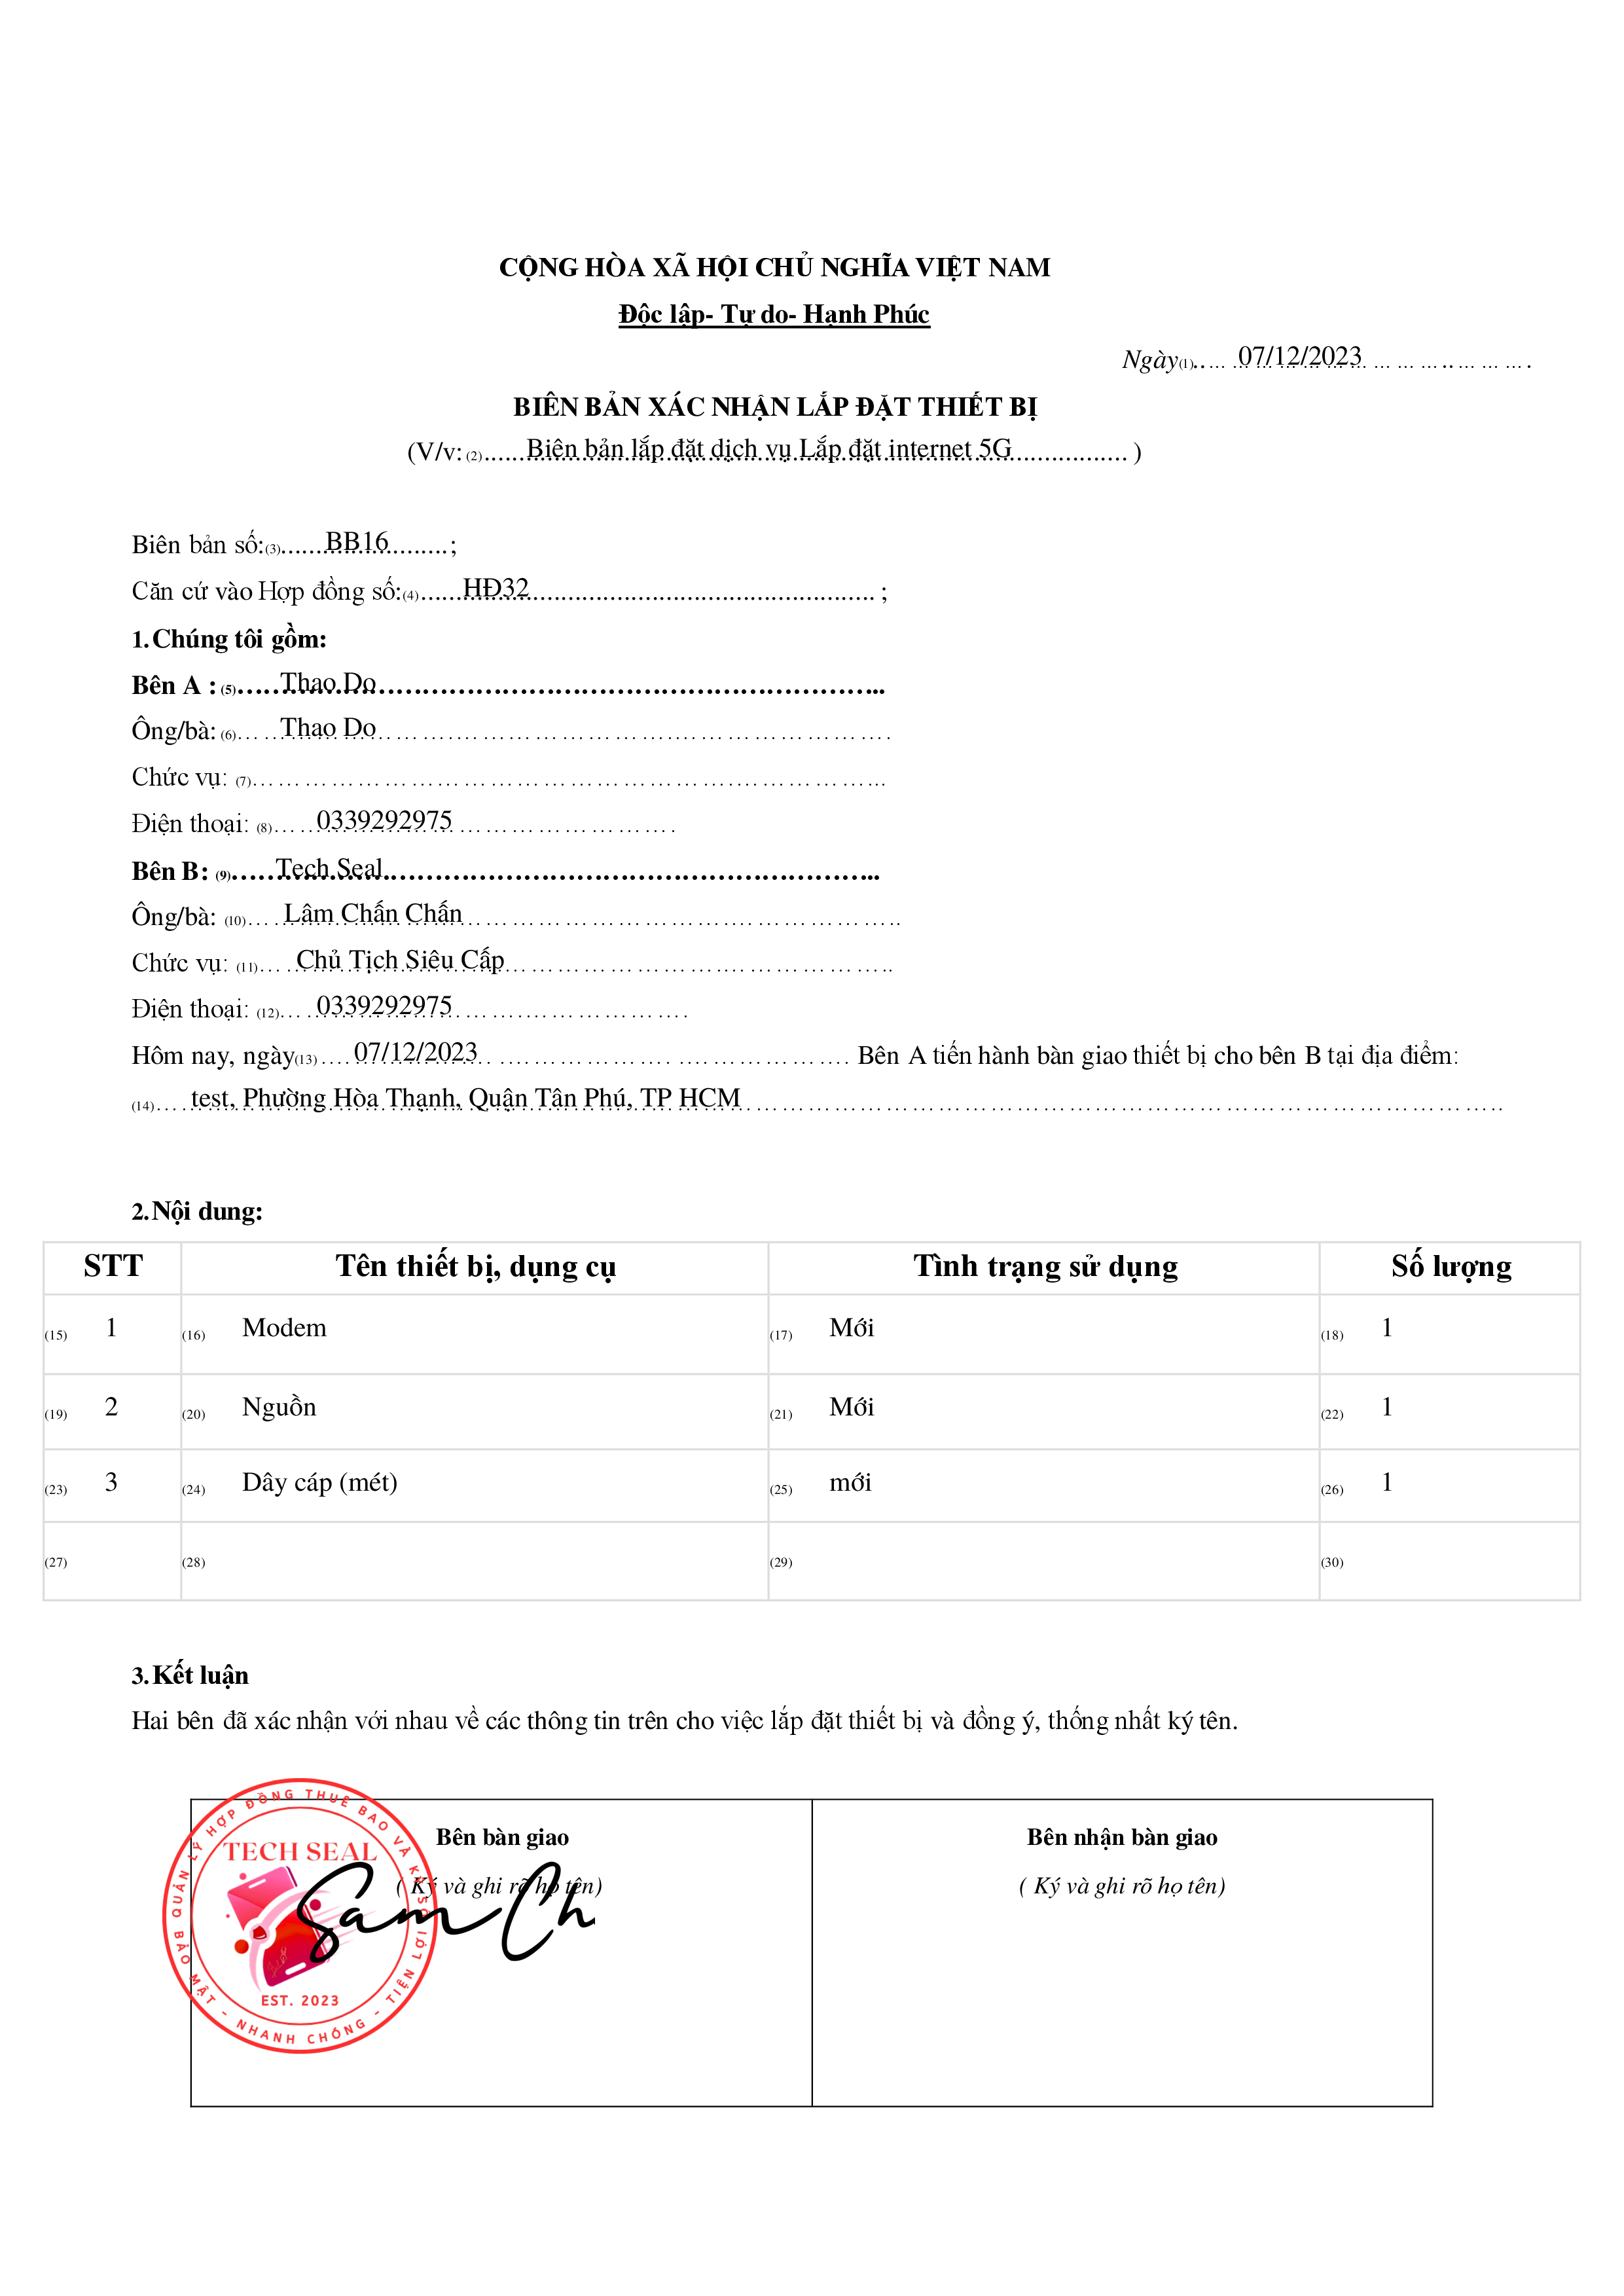 CỘNG HÒA XÃ HỘI CHỦ NGHĨA VIỆT NAM
Độc lập- Tự do- Hạnh Phúc
Ngày(1)..... 07/12/2023 .....
BIÊN BẢN XÁC NHẬN LẮP ĐẶT THIẾT BỊ
(V/v: (2)..... Biên bản lắp đặt dịch vụ Lắp đặt internet 5G ..... )
Biên bản số:(3)..... BB16 .....;
Căn cứ vào Hợp đồng số:(4)..... HĐ32 ..... ;
1. Chúng tôi gồm:
Bên A : (5)..... Thao Do .....
Ông/bà: (6)..... Thao Do .....
Chức vụ: (7).....
Điện thoại: (8)..... 0339292975 .....
Bên B: (9)..... Tech Seal .....
Ông/bà: (10)..... Lâm Chấn Chấn .....
Chức vụ: (11)..... Chủ Tịch Siêu Cấp .....
Điện thoại: (12)..... 0339292975 .....
Hôm nay, ngày(13)..... 07/12/2023 ..... Bên A tiến hành bàn giao thiết bị cho bên B tại địa điểm:
(14)..... test, Phường Hòa Thạnh, Quận Tân Phú, TP HCM .....
2. Nội dung:
STT Tên thiết bị, dụng cụ Tình trạng sử dụng Số lượng
(15) 1 (16) Modem (17) Mới (18) 1
(19) 2 (20) Nguồn (21) Mới (22) 1
(23) 3 (24) Dây cáp (mét) (25) mới (26) 1
(27) (28) (29) (30)
3. Kết luận
Hai bên đã xác nhận với nhau về các thông tin trên cho việc lắp đặt thiết bị và đồng ý, thống nhất ký tên.
Bên bàn giao Bên nhận bàn giao
( Ký và ghi rõ họ tên) ( Ký và ghi rõ họ tên)
QUẢN LÝ HỢP ĐỒNG THUÊ BAO VÀ KÝ SỐ
TECH SEAL
Sam Ch
EST. 2023
BẢO MẬT - NHANH CHÓNG - TIỆN LỢI